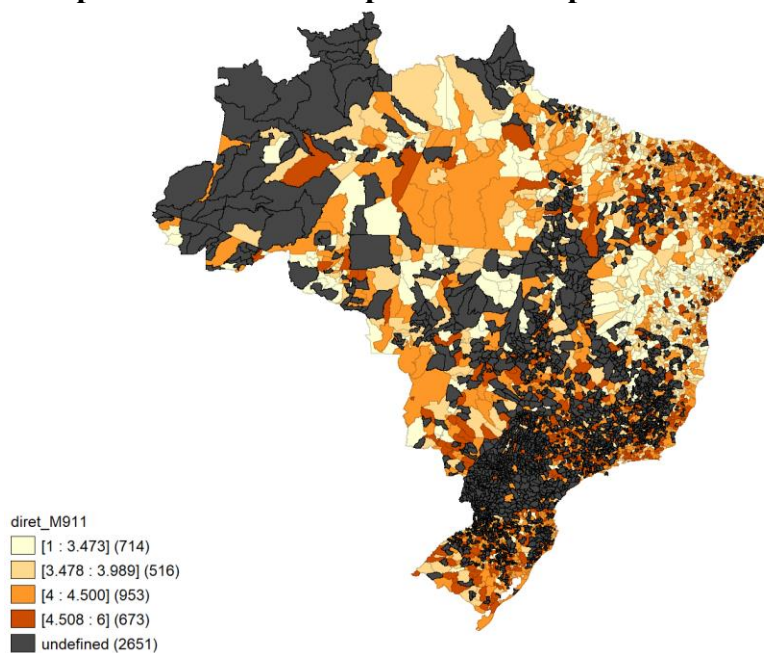 diret_M911
[1 : 3.473] (714)
[3.478 : 3.989] (516)
[4 : 4.500] (953)
[4.508 : 6] (673)
undefined (2651)